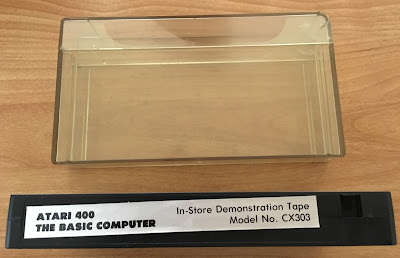 ATARI 400
THE BASIC COMPUTER
In-Store Demonstration Tape
Model No. CX303